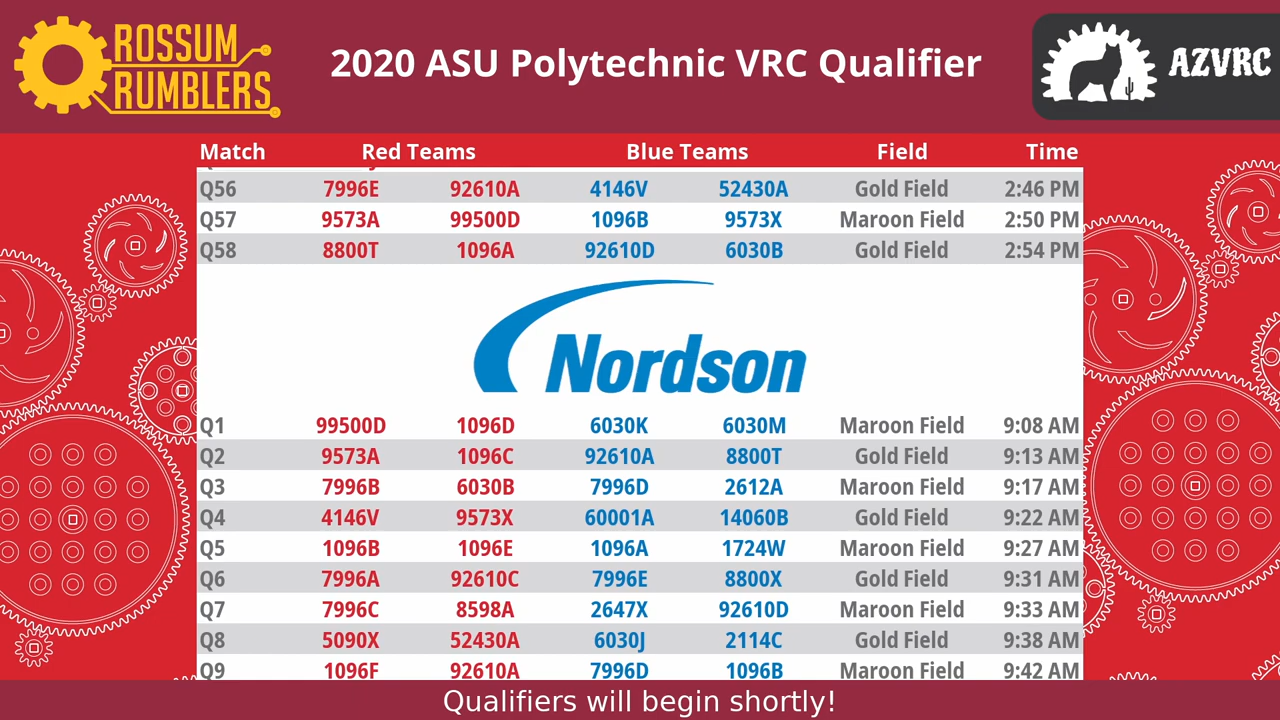 ROSSUM
RUMBLERS
2020 ASU Polytechnic VRC Qualifier
AZVRC
Match Red Teams Blue Teams Field Time
Q56 7996E 92610A 4146V 52430A Gold Field 2:46 PM
Q57 9573A 99500D 1096B 9573X Maroon Field 2:50 PM
Q58 8800T 1096A 92610D 6030B Gold Field 2:54 PM
Nordson
Q1 99500D 1096D 6030K 6030M Maroon Field 9:08 AM
Q2 9573A 1096C 92610A 8800T Gold Field 9:13 AM
Q3 7996B 6030B 7996D 2612A Maroon Field 9:17 AM
Q4 4146V 9573X 60001A 14060B Gold Field 9:22 AM
Q5 1096B 1096E 1096A 1724W Maroon Field 9:27 AM
Q6 7996A 92610C 7996E 8800X Gold Field 9:31 AM
Q7 7996C 8598A 2647X 92610D Maroon Field 9:33 AM
Q8 5090X 52430A 6030J 2114C Gold Field 9:38 AM
Q9 1096F 92610A 7996D 1096B Maroon Field 9:42 AM
Qualifiers will begin shortly!